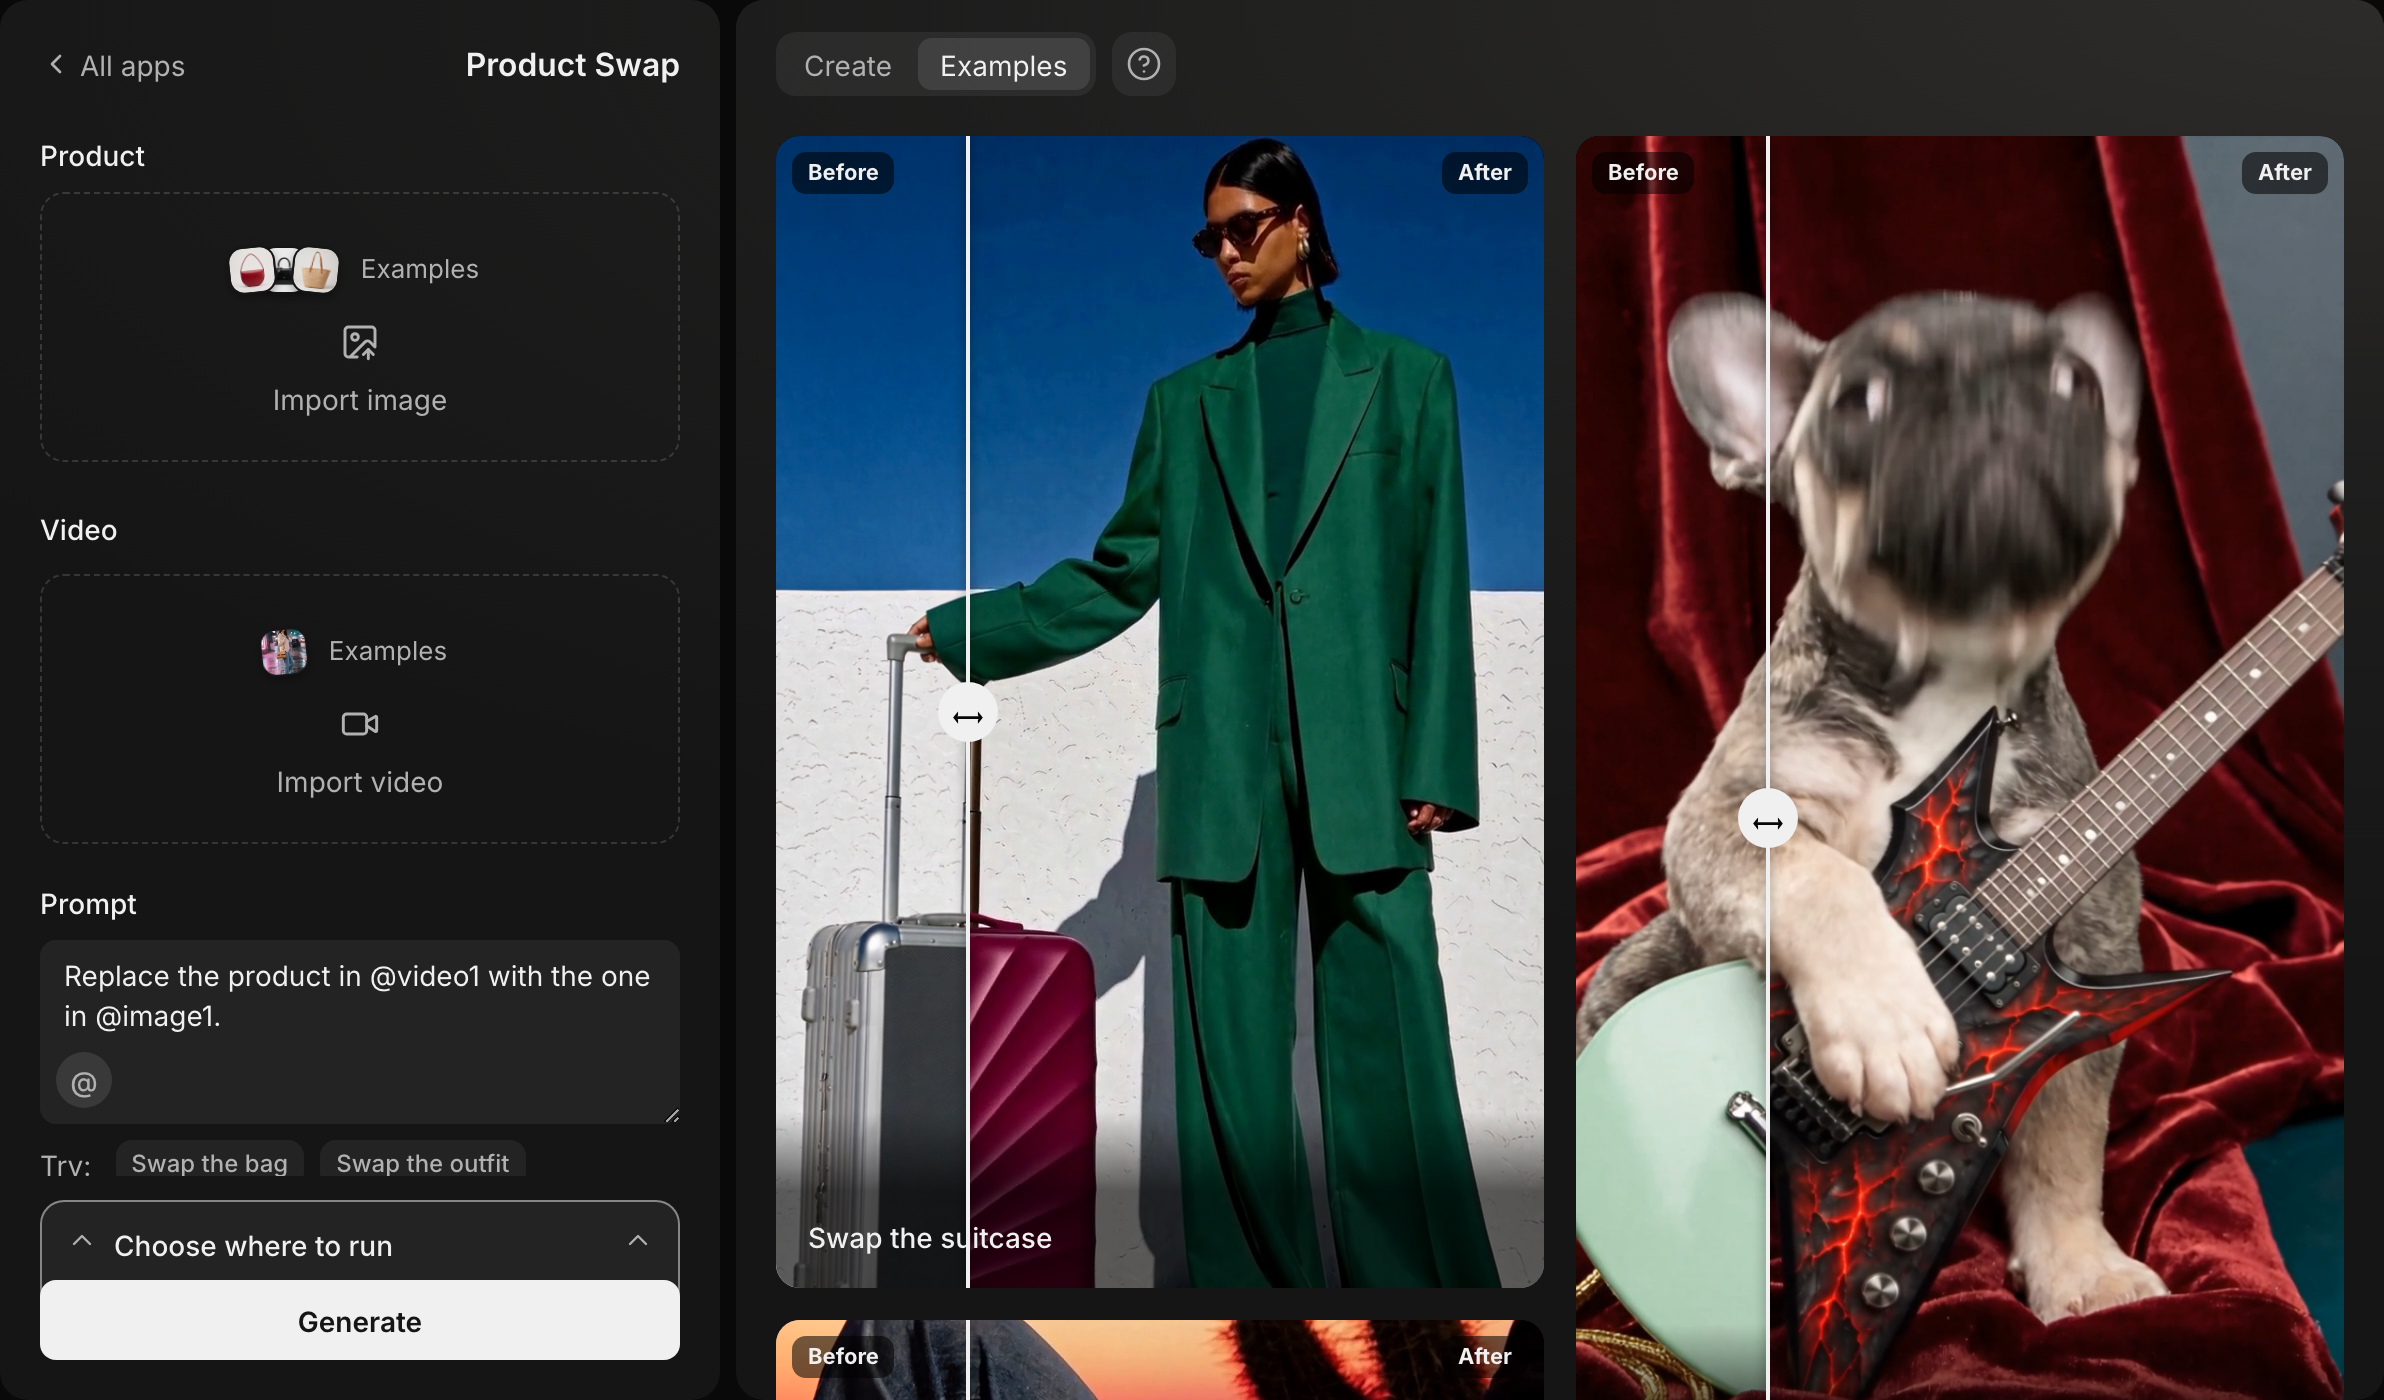 All apps
Product Swap
Product
Examples
Import image
Video
Examples
Import video
Prompt
Replace the product in @video1 with the one
in @image1.
@
Try:
Swap the bag
Swap the outfit
Choose where to run
Generate
Create
Examples
Before
After
Swap the suitcase
Before
After
Before
After